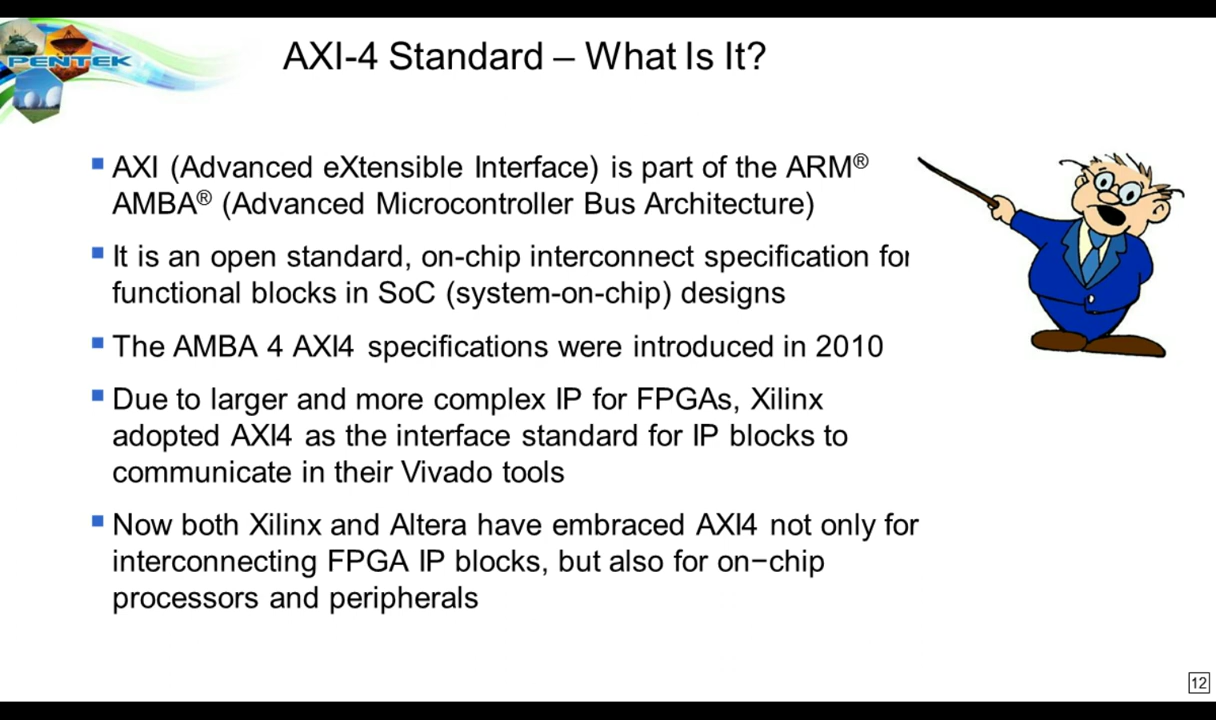 PENTEK
AXI-4 Standard – What Is It?
AXI (Advanced eXtensible Interface) is part of the ARM®
AMBA® (Advanced Microcontroller Bus Architecture)
It is an open standard, on-chip interconnect specification for
functional blocks in SoC (system-on-chip) designs
The AMBA 4 AXI4 specifications were introduced in 2010
Due to larger and more complex IP for FPGAs, Xilinx
adopted AXI4 as the interface standard for IP blocks to
communicate in their Vivado tools
Now both Xilinx and Altera have embraced AXI4 not only for
interconnecting FPGA IP blocks, but also for on−chip
processors and peripherals
12